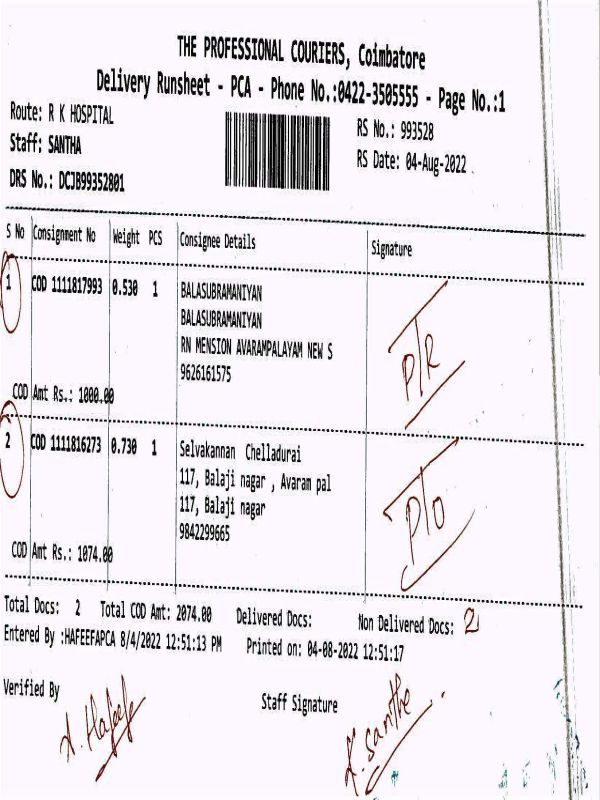 THE PROFESSIONAL COURIERS, Coimbatore
Delivery Runsheet - PCA - Phone No.:0422-3505555 - Page No.:1
Route: R K HOSPITAL
Staff: SANTHA
DRS No.: DCJB99352801
RS No.: 993528
RS Date: 04-Aug-2022
S No Consignment No Weight PCS Consignee Details Signature
1 COD 1111817993 0.530 1 BALASUBRAMANIYAN
BALASUBRAMANIYAN
RN MENSION AVARAMPALAYAM NEW S
9626161575
P/R
COD Amt Rs.: 1000.00
2 COD 1111816273 0.730 1 Selvakannan Chelladurai
117, Balaji nagar , Avaram pal
117, Balaji nagar
9842299665
P/O
COD Amt Rs.: 1074.00
Total Docs: 2 Total COD Amt: 2074.00 Delivered Docs: Non Delivered Docs: 2
Entered By :HAFEEFAPCA 8/4/2022 12:51:13 PM Printed on: 04-08-2022 12:51:17
Verified By Staff Signature
A. Hafeefe K. Santhe